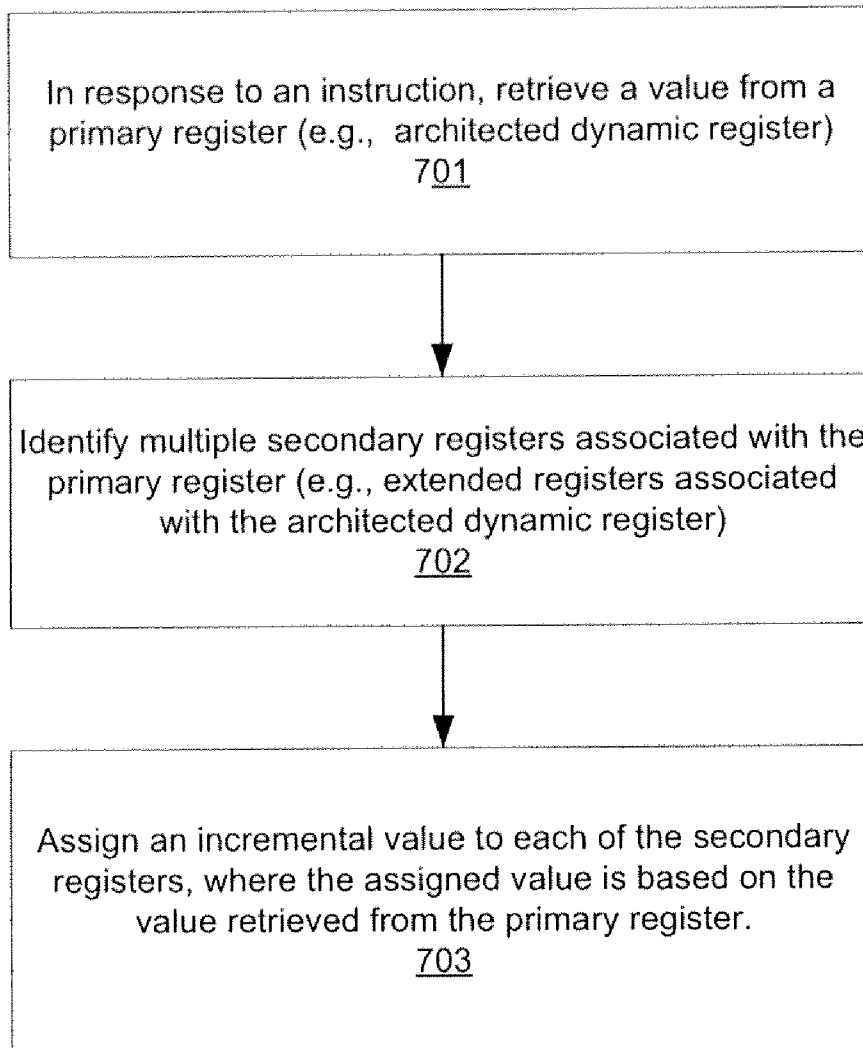 In response to an instruction, retrieve a value from a
primary register (e.g., architected dynamic register)
701
Identify multiple secondary registers associated with the
primary register (e.g., extended registers associated
with the architected dynamic register)
702
Assign an incremental value to each of the secondary
registers, where the assigned value is based on the
value retrieved from the primary register.
703